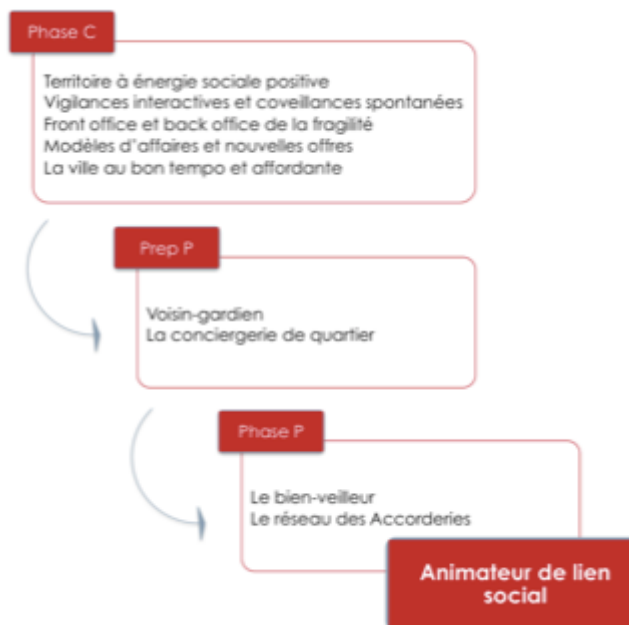 Phase C
Territoire à énergie sociale positive
Vigilances interactives et coveillances spontanées
Front office et back office de la fragilité
Modèles d'affaires et nouvelles offres
La ville au bon tempo et affordante
Prep P
Voisin-gardien
La conciergerie de quartier
Phase P
Le bien-veilleur
Le réseau des Accorderies
Animateur de lien
social